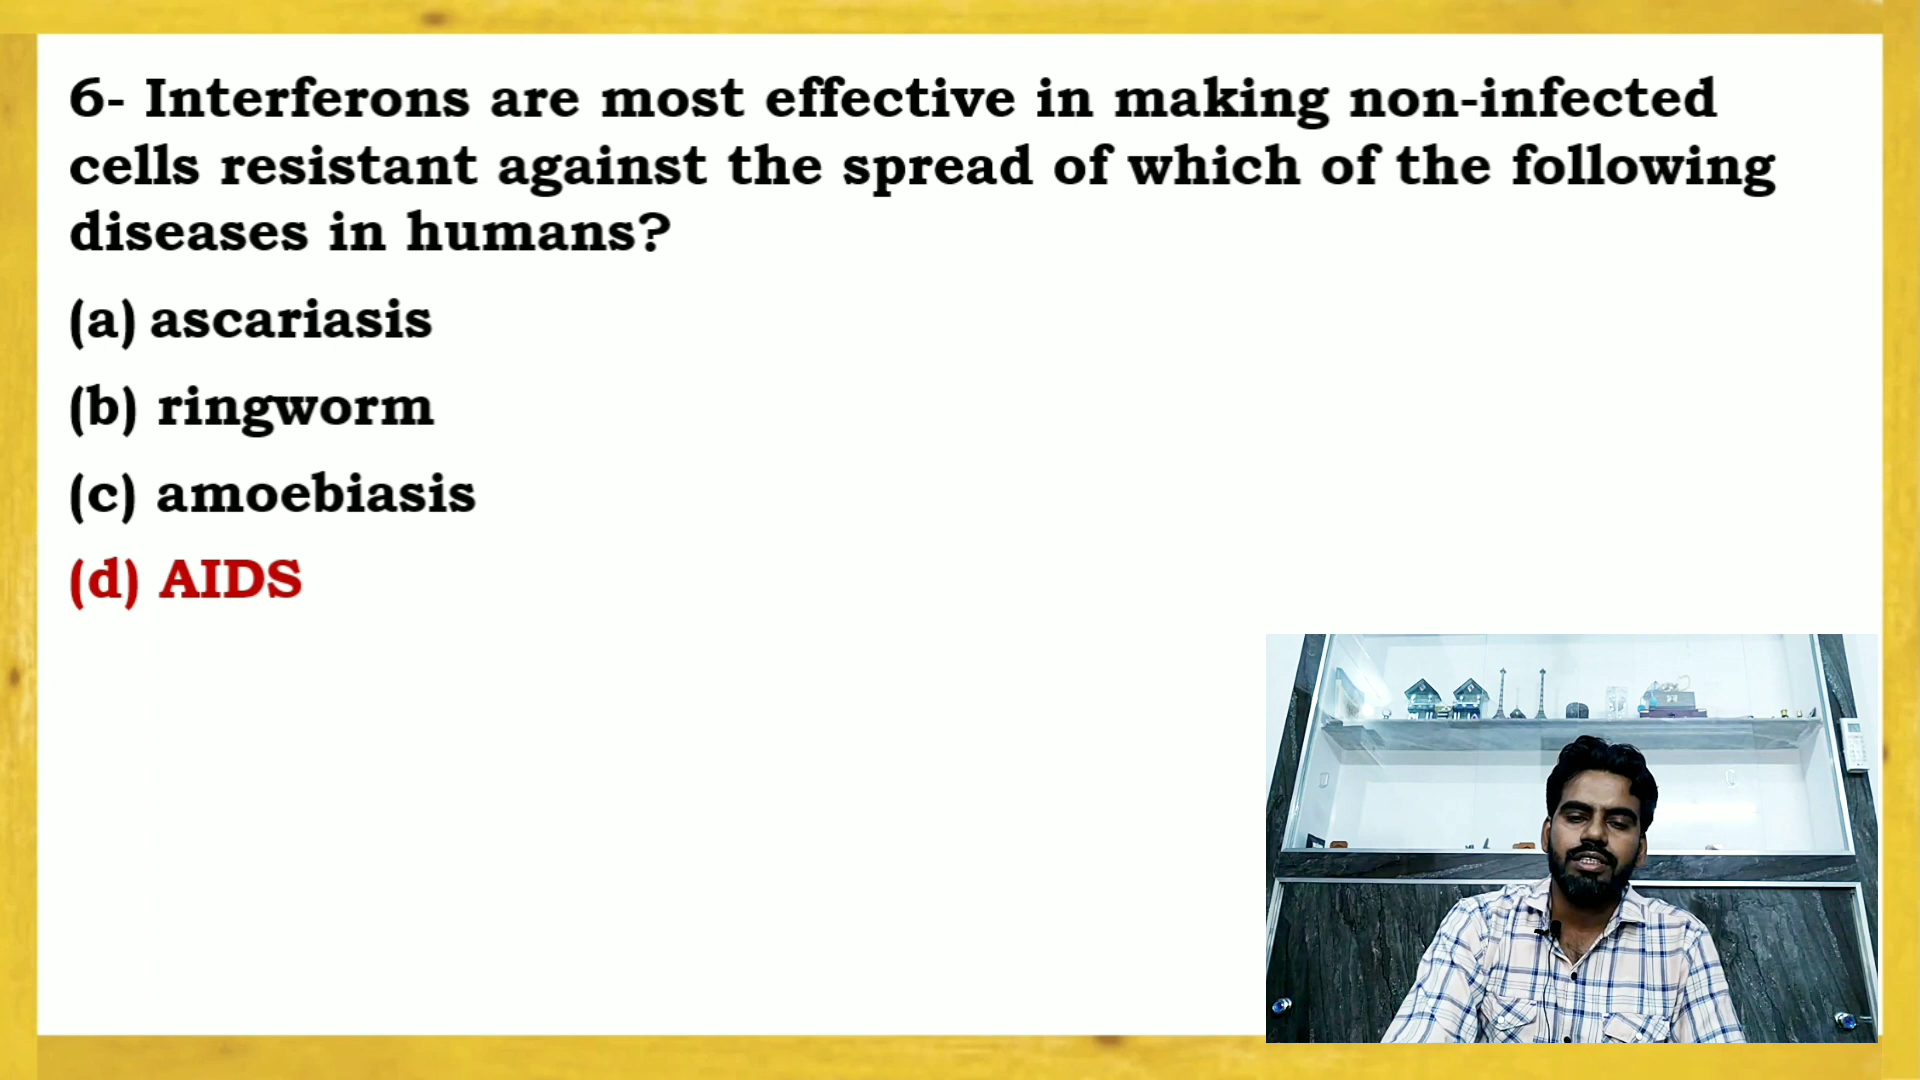 6- Interferons are most effective in making non-infected
cells resistant against the spread of which of the following
diseases in humans?
(a) ascariasis
(b) ringworm
(c) amoebiasis
(d) AIDS